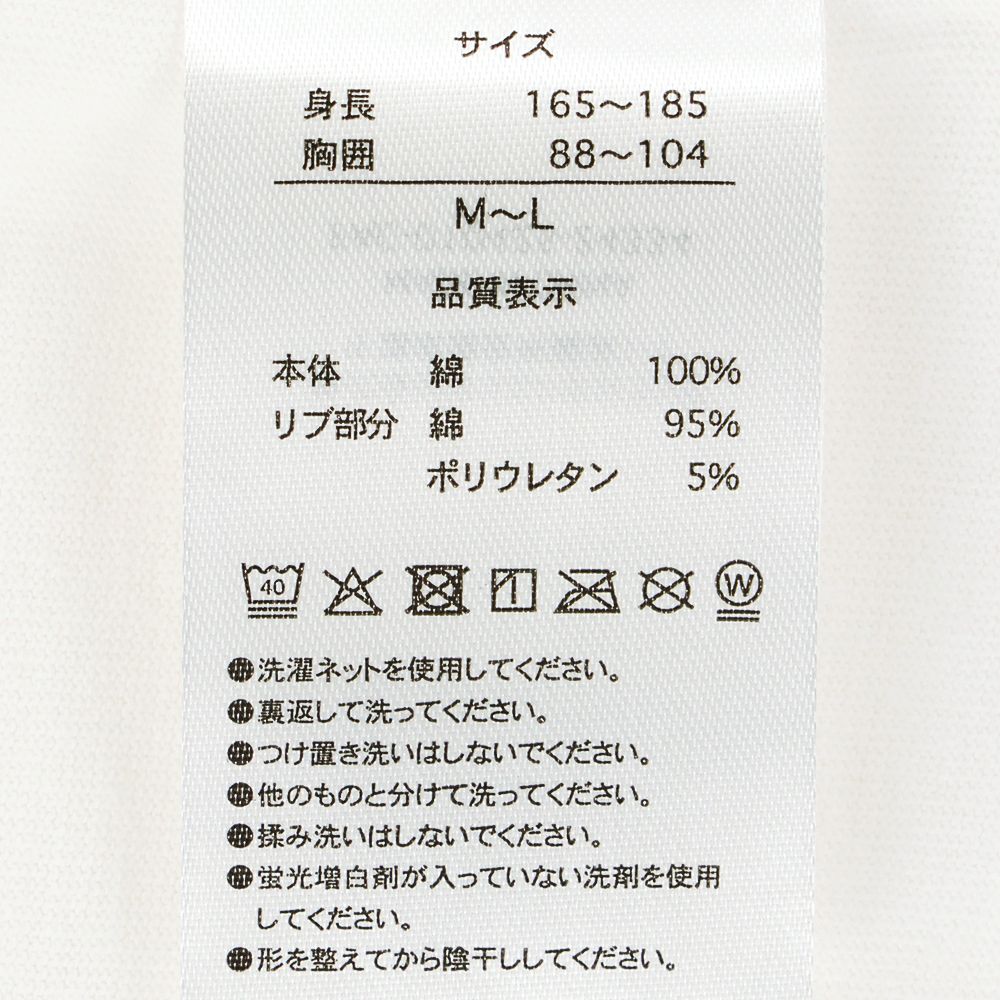 サイズ
身長 165～185
胸囲 88～104
M～L
品質表示
本体 綿 100%
リブ部分 綿 95%
ポリウレタン 5%
40 W
●洗濯ネットを使用してください。
●裏返して洗ってください。
●つけ置き洗いはしないでください。
●他のものと分けて洗ってください。
●揉み洗いはしないでください。
●蛍光増白剤が入っていない洗剤を使用
してください。
●形を整えてから陰干ししてください。